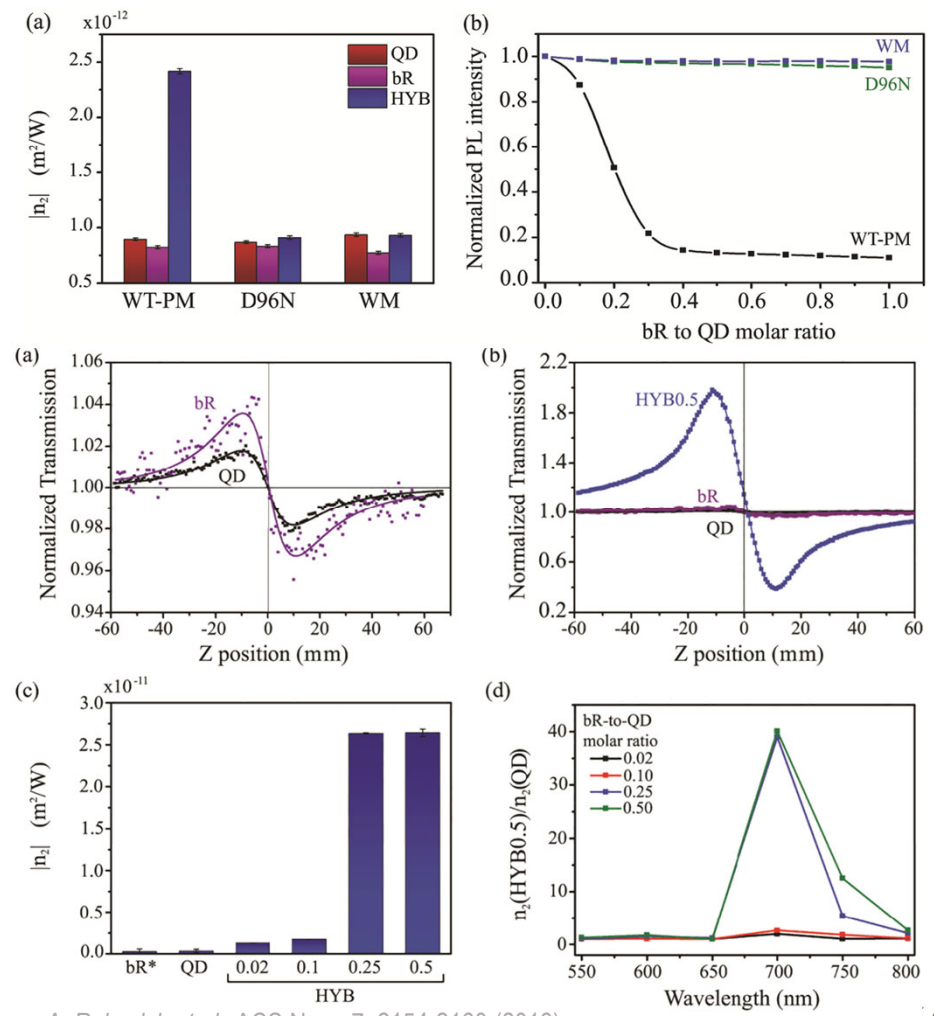 (a)
x10⁻¹²
QD
bR
HYB
2.5
2.0
1.5
1.0
0.5
|n₂| (m²/W)
WT-PM D96N WM
(b)
WM
D96N
WT-PM
1.0
0.8
0.6
0.4
0.2
0.0
Normalized PL intensity
0.0 0.2 0.4 0.6 0.8 1.0
bR to QD molar ratio
(a)
1.06
1.04
1.02
1.00
0.98
0.96
0.94
Normalized Transmission
bR
QD
-60 -40 -20 0 20 40 60
Z position (mm)
(b)
2.2
1.8
1.4
1.0
0.6
0.2
Normalized Transmission
HYB0.5
bR
QD
-60 -40 -20 0 20 40 60
Z position (mm)
(c)
x10⁻¹¹
3.0
2.5
2.0
1.5
1.0
0.5
0.0
|n₂| (m²/W)
bR* QD 0.02 0.1 0.25 0.5
HYB
(d)
bR-to-QD
molar ratio
0.02
0.10
0.25
0.50
40
30
20
10
0
n₂(HYB0.5)/n₂(QD)
550 600 650 700 750 800
Wavelength (nm)